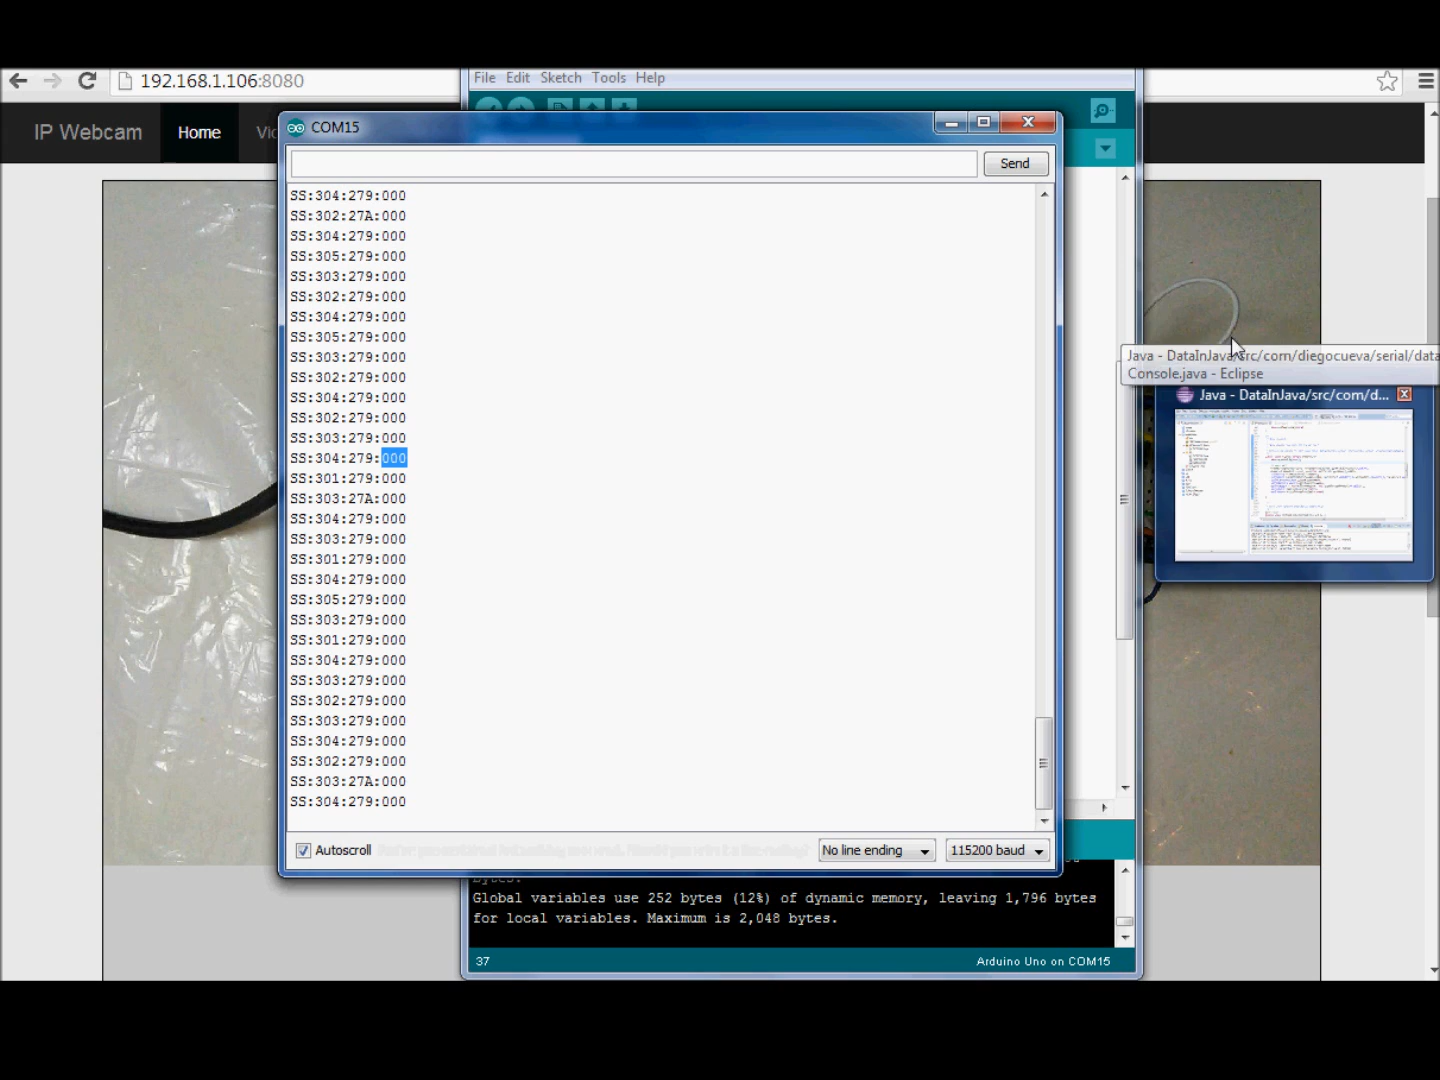 192.168.1.106:8080
File Edit Sketch Tools Help
IP Webcam Home
COM15
Send
SS:304:279:000
SS:302:27A:000
SS:304:279:000
SS:305:279:000
SS:303:279:000
SS:302:279:000
SS:304:279:000
SS:305:279:000
SS:303:279:000
SS:302:279:000
SS:304:279:000
SS:302:279:000
SS:303:279:000
SS:304:279:000
SS:301:279:000
SS:303:27A:000
SS:304:279:000
SS:303:279:000
SS:301:279:000
SS:304:279:000
SS:305:279:000
SS:303:279:000
SS:301:279:000
SS:304:279:000
SS:303:279:000
SS:302:279:000
SS:303:279:000
SS:304:279:000
SS:302:279:000
SS:303:27A:000
SS:304:279:000
Java - DataInJava/src/com/diegocueva/serial/data
Console.java - Eclipse
Java - DataInJava/src/com/d...
Autoscroll
No line ending
115200 baud
bytes.
Global variables use 252 bytes (12%) of dynamic memory, leaving 1,796 bytes
for local variables. Maximum is 2,048 bytes.
37
Arduino Uno on COM15